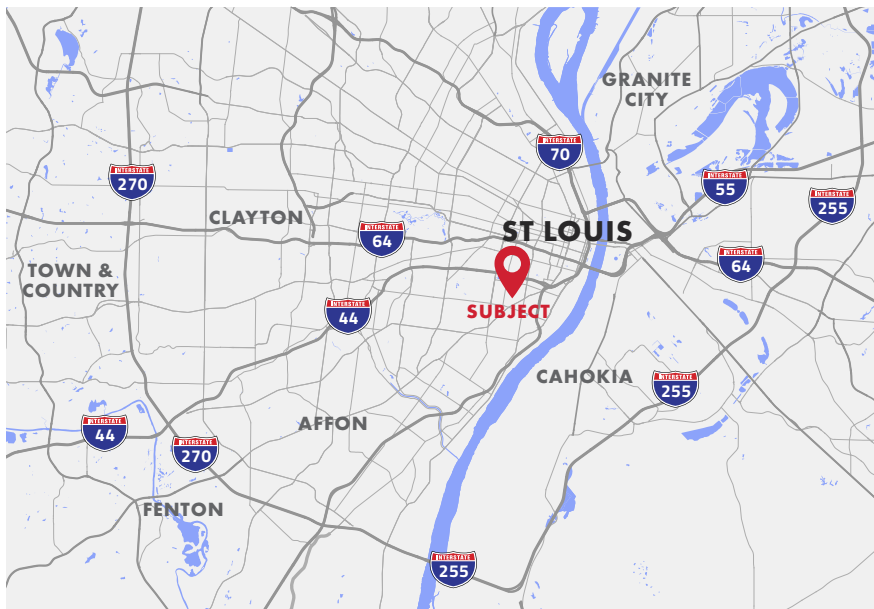 GRANITE
CITY
INTERSTATE
70
INTERSTATE
270
INTERSTATE
55
INTERSTATE
255
CLAYTON
INTERSTATE
64
ST LOUIS
INTERSTATE
64
TOWN &
COUNTRY
INTERSTATE
44
SUBJECT
CAHOKIA
INTERSTATE
255
AFFON
INTERSTATE
44
INTERSTATE
270
FENTON
INTERSTATE
255